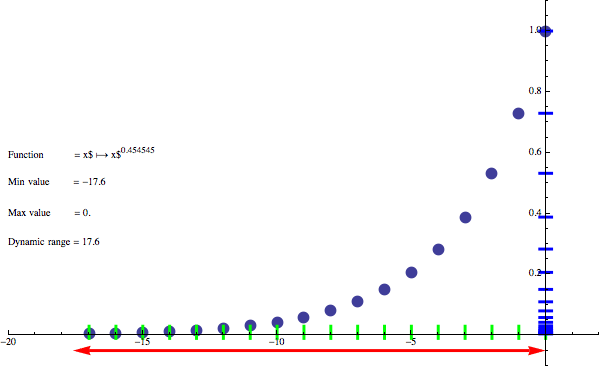 1.0
0.8
Function = x$ ↦ x$^0.454545
0.6
Min value = −17.6
Max value = 0.
0.4
Dynamic range = 17.6
0.2
−20 −15 −10 −5